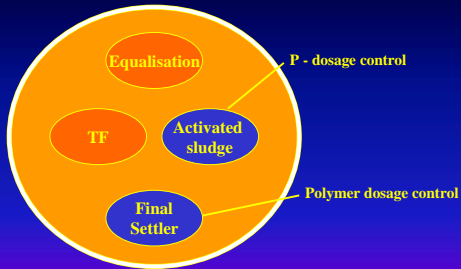 Equalisation
P - dosage control
TF
Activated
sludge
Polymer dosage control
Final
Settler